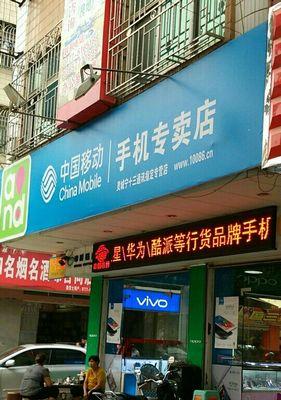 中国移动
China Mobile
手机专卖店
www.10086.cn
and
星\华为\酷派等行货品牌手机
vivo
oppo
名烟名酒